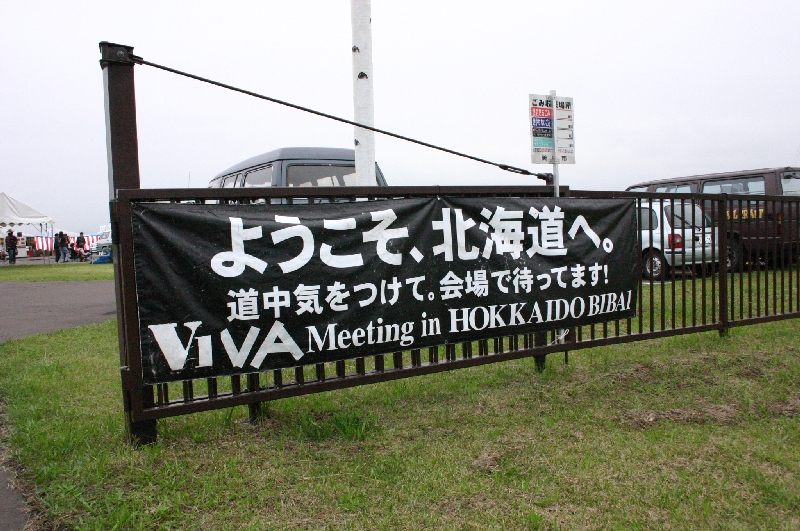 ようこそ、北海道へ。
道中気をつけて。会場で待ってます!
ViVA Meeting in HOKKAIDO BIBAI